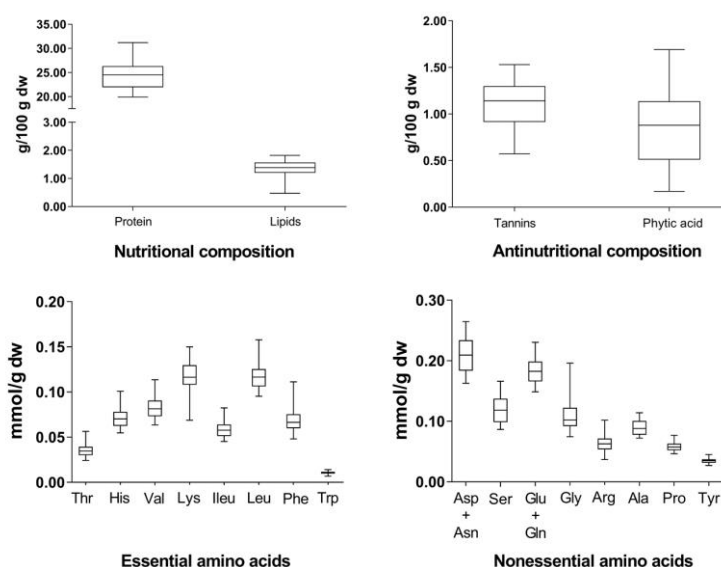 g/100 g dw
35.00
30.00
25.00
20.00
3.00
2.00
1.00
0.00
Protein
Lipids
Nutritional composition
g/100 g dw
2.00
1.50
1.00
0.50
0.00
Tannins
Phytic acid
Antinutritional composition
mmol/g dw
0.20
0.15
0.10
0.05
0.00
Thr His Val Lys Ileu Leu Phe Trp
Essential amino acids
mmol/g dw
0.30
0.20
0.10
0.00
Asp Ser Glu Gly Arg Ala Pro Tyr
+ +
Asn Gln
Nonessential amino acids